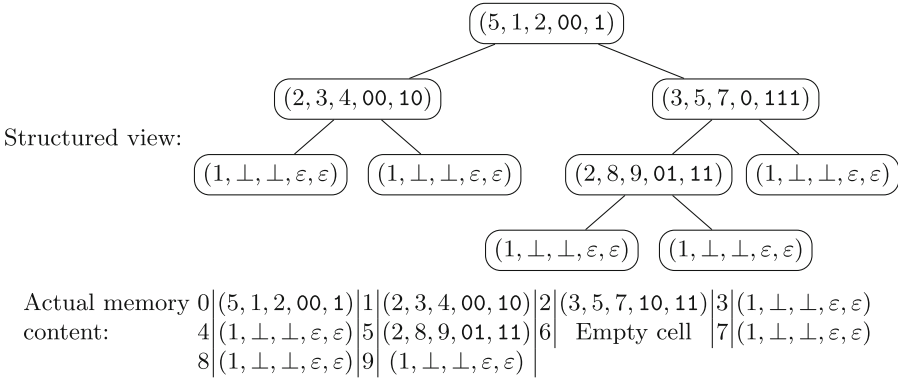 (5, 1, 2, 00, 1)
(2, 3, 4, 00, 10) (3, 5, 7, 0, 111)
Structured view:
(1, ⊥, ⊥, ε, ε) (1, ⊥, ⊥, ε, ε) (2, 8, 9, 01, 11) (1, ⊥, ⊥, ε, ε)
(1, ⊥, ⊥, ε, ε) (1, ⊥, ⊥, ε, ε)
Actual memory 0|(5, 1, 2, 00, 1)|1|(2, 3, 4, 00, 10)|2|(3, 5, 7, 10, 11)|3|(1, ⊥, ⊥, ε, ε)
content: 4|(1, ⊥, ⊥, ε, ε)|5|(2, 8, 9, 01, 11)|6| Empty cell |7|(1, ⊥, ⊥, ε, ε)
8|(1, ⊥, ⊥, ε, ε)|9| (1, ⊥, ⊥, ε, ε) |